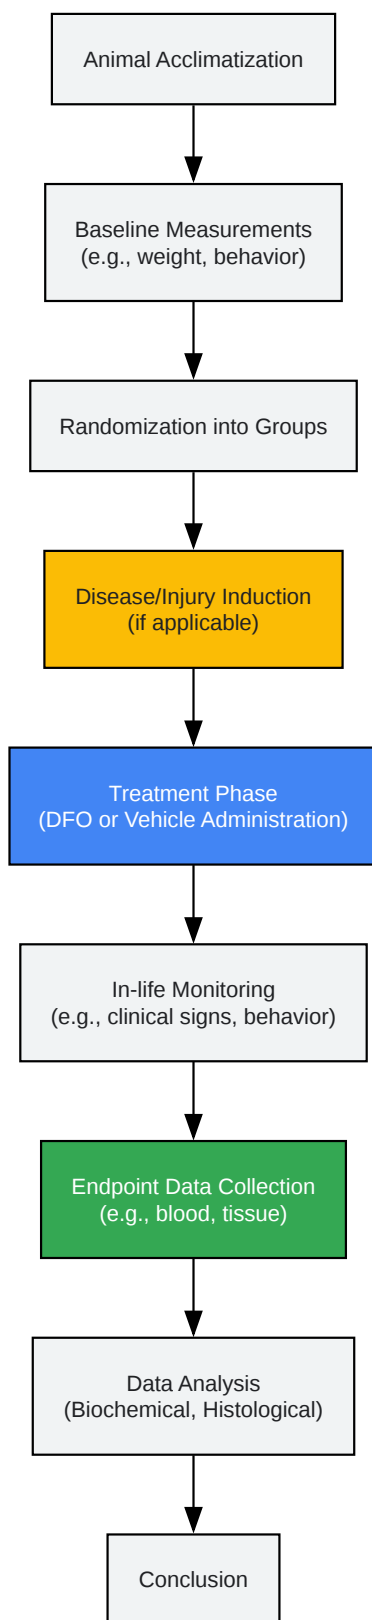 Animal Acclimatization
Baseline Measurements
(e.g., weight, behavior)
Randomization into Groups
Disease/Injury Induction
(if applicable)
Treatment Phase
(DFO or Vehicle Administration)
In-life Monitoring
(e.g., clinical signs, behavior)
Endpoint Data Collection
(e.g., blood, tissue)
Data Analysis
(Biochemical, Histological)
Conclusion